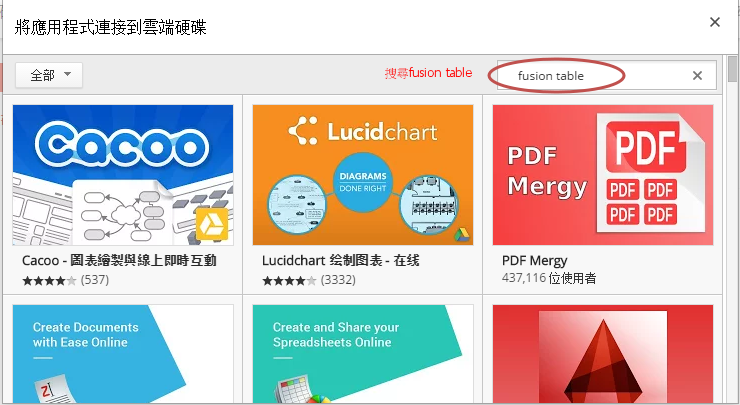 將應用程式連接到雲端硬碟
全部
搜尋fusion table
fusion table
Cacoo
Lucidchart
DIAGRAMS
DONE RIGHT
PDF
Mergy
PDF
PDF PDF
PDF PDF
Cacoo - 圖表繪製與線上即時互動
(537)
Lucidchart 绘制图表 - 在线
(3332)
PDF Mergy
437,116 位使用者
Create Documents
with Ease Online
Create and Share your
Spreadsheets Online